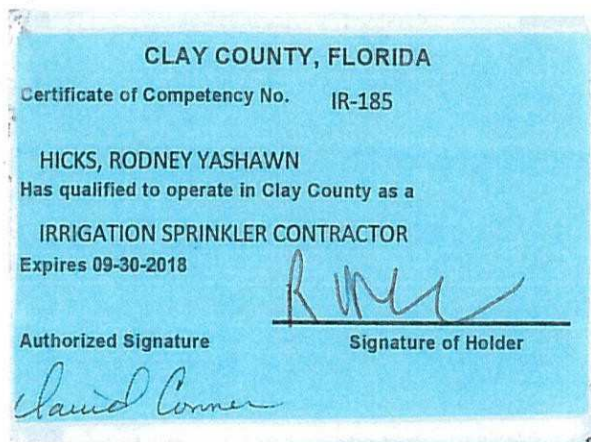 CLAY COUNTY, FLORIDA
Certificate of Competency No. IR-185
HICKS, RODNEY YASHAWN
Has qualified to operate in Clay County as a
IRRIGATION SPRINKLER CONTRACTOR
Expires 09-30-2018
Authorized Signature Signature of Holder
David Conner